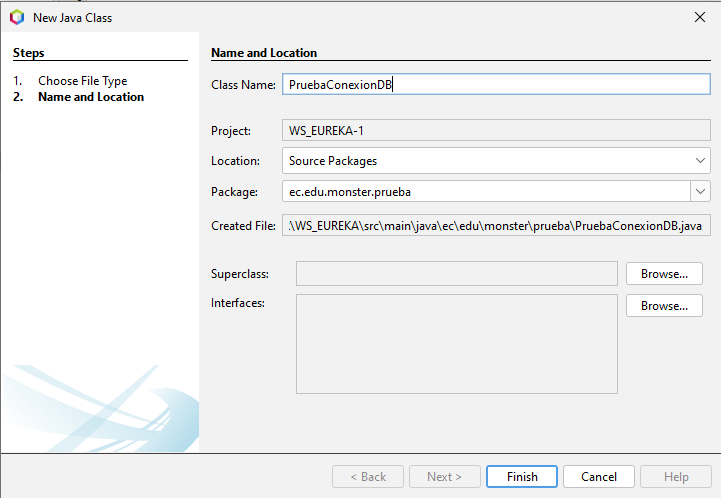 New Java Class
Steps
1. Choose File Type
2. Name and Location
Name and Location
Class Name: PruebaConexionDB
Project: WS_EUREKA-1
Location: Source Packages
Package: ec.edu.monster.prueba
Created File: .\WS_EUREKA\src\main\java\ec\edu\monster\prueba\PruebaConexionDB.java
Superclass: Browse...
Interfaces: Browse...
< Back Next > Finish Cancel Help